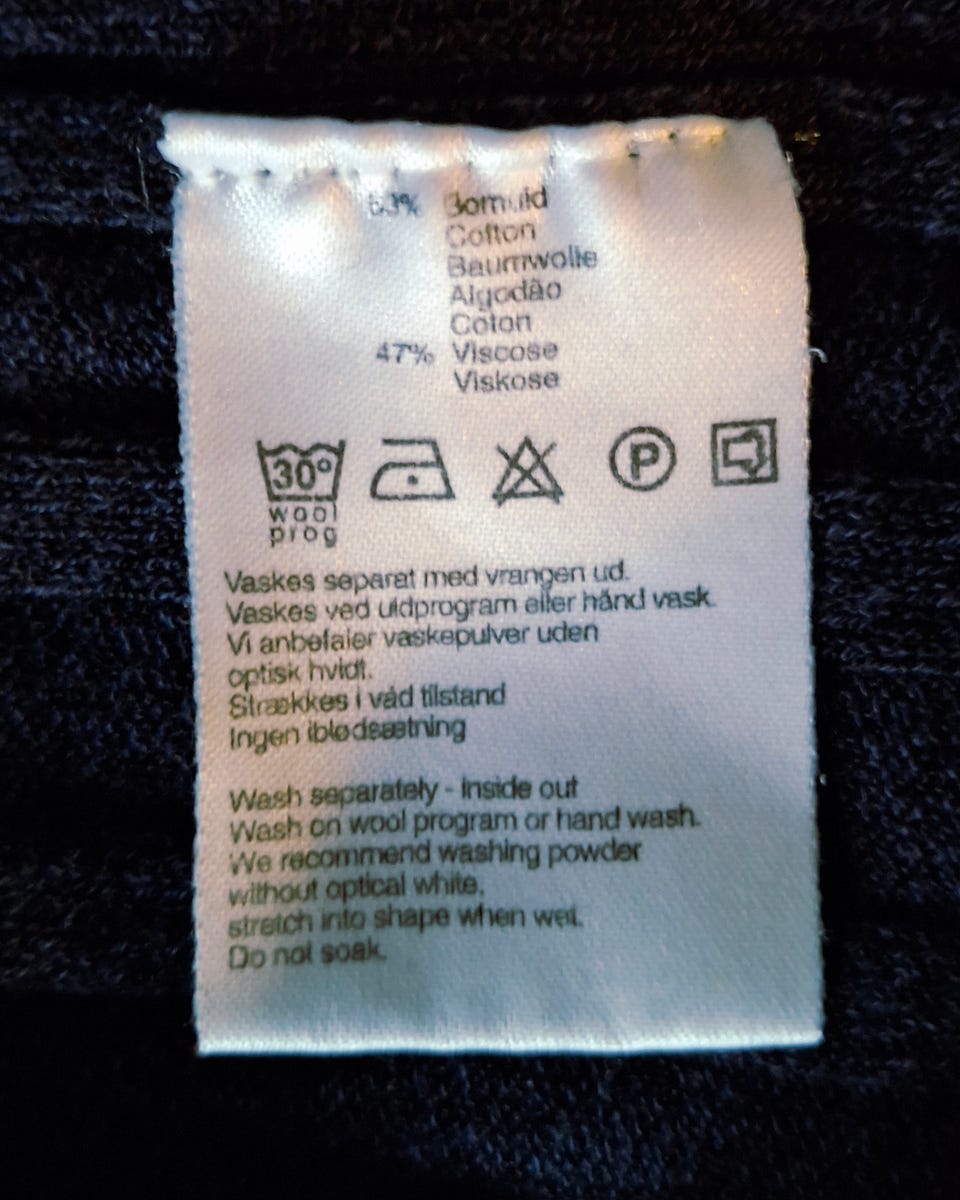 53% Bomuld
Cotton
Baumwolle
Algodão
Coton
47% Viscose
Viskose
30°
wool
prog
P
Vaskes separat med vrangen ud.
Vaskes ved uldprogram eller hånd vask.
Vi anbefaler vaskepulver uden
optisk hvidt.
Strækkes i våd tilstand
Ingen iblødsætning
Wash separately - inside out
Wash on wool program or hand wash.
We recommend washing powder
without optical white.
stretch into shape when wet.
Do not soak.